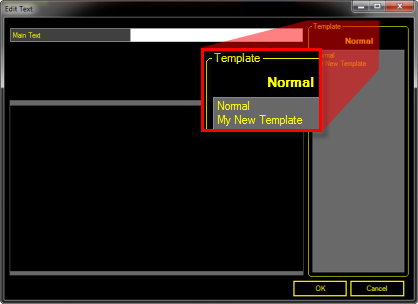 Edit Text
Main Text
Template
Normal
Normal
My New Template
Template
Normal
Normal
My New Template
OK
Cancel